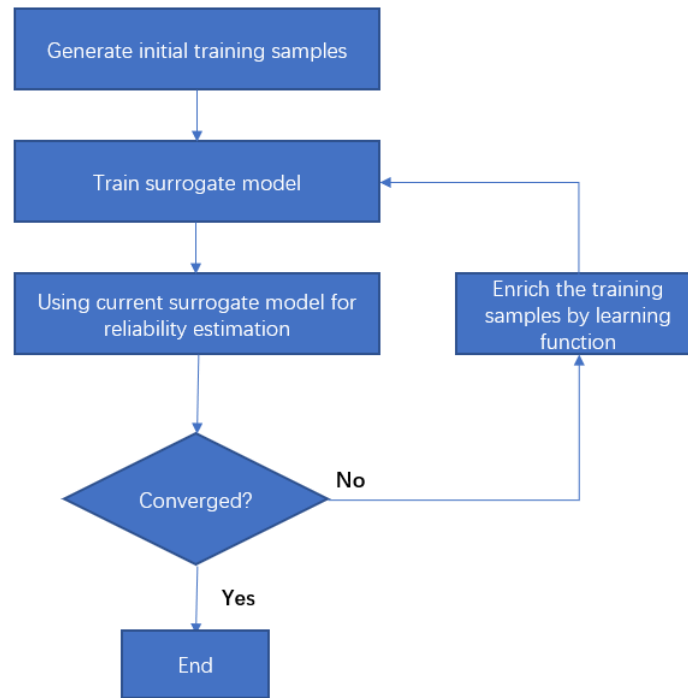 Generate initial training samples
Train surrogate model
Using current surrogate model for
reliability estimation
Enrich the training
samples by learning
function
Converged?
No
Yes
End